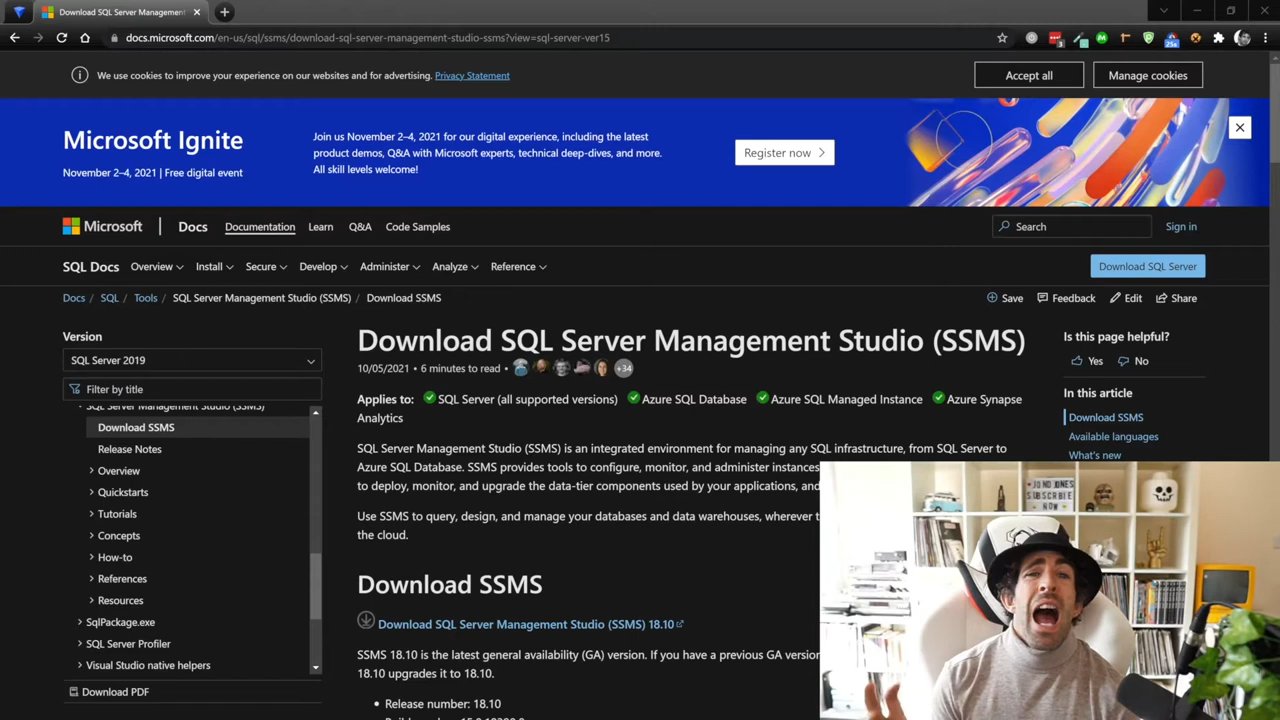 Download SQL Server Management
docs.microsoft.com/en-us/sql/ssms/download-sql-server-management-studio-ssms?view=sql-server-ver15
3
25s
We use cookies to improve your experience on our websites and for advertising. Privacy Statement
Accept all
Manage cookies
Microsoft Ignite
November 2–4, 2021 | Free digital event
Join us November 2–4, 2021 for our digital experience, including the latest
product demos, Q&A with Microsoft experts, technical deep-dives, and more.
All skill levels welcome!
Register now
Microsoft
Docs
Documentation
Learn
Q&A
Code Samples
Search
Sign in
SQL Docs
Overview
Install
Secure
Develop
Administer
Analyze
Reference
Download SQL Server
Docs / SQL / Tools / SQL Server Management Studio (SSMS) / Download SSMS
Save
Feedback
Edit
Share
Version
SQL Server 2019
Filter by title
SQL Server Management Studio (SSMS)
Download SSMS
Release Notes
Overview
Quickstarts
Tutorials
Concepts
How-to
References
Resources
SqlPackage.exe
SQL Server Profiler
Visual Studio native helpers
Download PDF
Download SQL Server Management Studio (SSMS)
10/05/2021 • 6 minutes to read •
+34
Applies to: SQL Server (all supported versions) Azure SQL Database Azure SQL Managed Instance Azure Synapse
Analytics
SQL Server Management Studio (SSMS) is an integrated environment for managing any SQL infrastructure, from SQL Server to
Azure SQL Database. SSMS provides tools to configure, monitor, and administer instances
to deploy, monitor, and upgrade the data-tier components used by your applications, and
Use SSMS to query, design, and manage your databases and data warehouses, wherever
the cloud.
Download SSMS
Download SQL Server Management Studio (SSMS) 18.10
SSMS 18.10 is the latest general availability (GA) version. If you have a previous GA version
18.10 upgrades it to 18.10.
• Release number: 18.10
Is this page helpful?
Yes
No
In this article
Download SSMS
Available languages
What's new
JON D JONES
SUBSCRIBE
NOW